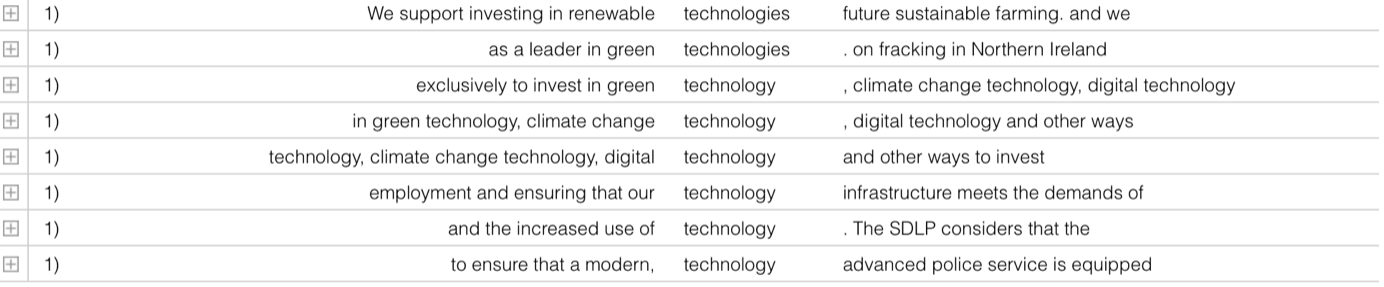 1) We support investing in renewable technologies future sustainable farming. and we
1) as a leader in green technologies . on fracking in Northern Ireland
1) exclusively to invest in green technology , climate change technology, digital technology
1) in green technology, climate change technology , digital technology and other ways
1) technology, climate change technology, digital technology and other ways to invest
1) employment and ensuring that our technology infrastructure meets the demands of
1) and the increased use of technology . The SDLP considers that the
1) to ensure that a modern, technology advanced police service is equipped